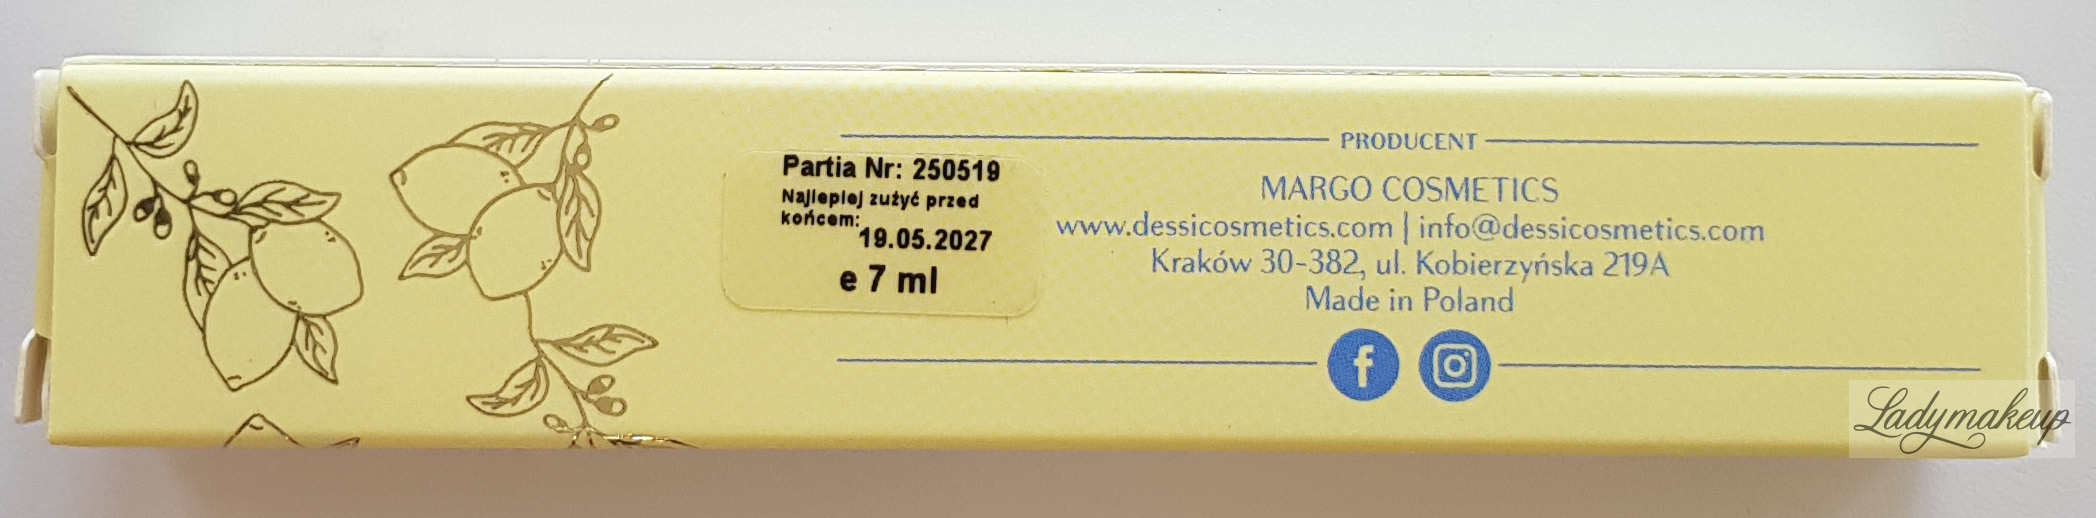 Partia Nr: 250519
Najlepiej zużyć przed
końcem:
19.05.2027
e 7 ml
PRODUCENT
MARGO COSMETICS
www.dessicosmetics.com | info@dessicosmetics.com
Kraków 30-382, ul. Kobierzyńska 219A
Made in Poland
Ladymakeup